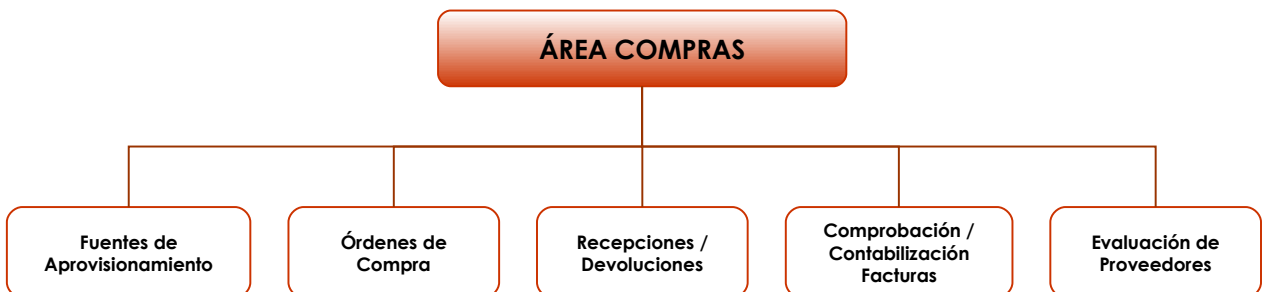 ÁREA COMPRAS
Fuentes de
Aprovisionamiento
Órdenes de
Compra
Recepciones /
Devoluciones
Comprobación /
Contabilización
Facturas
Evaluación de
Proveedores